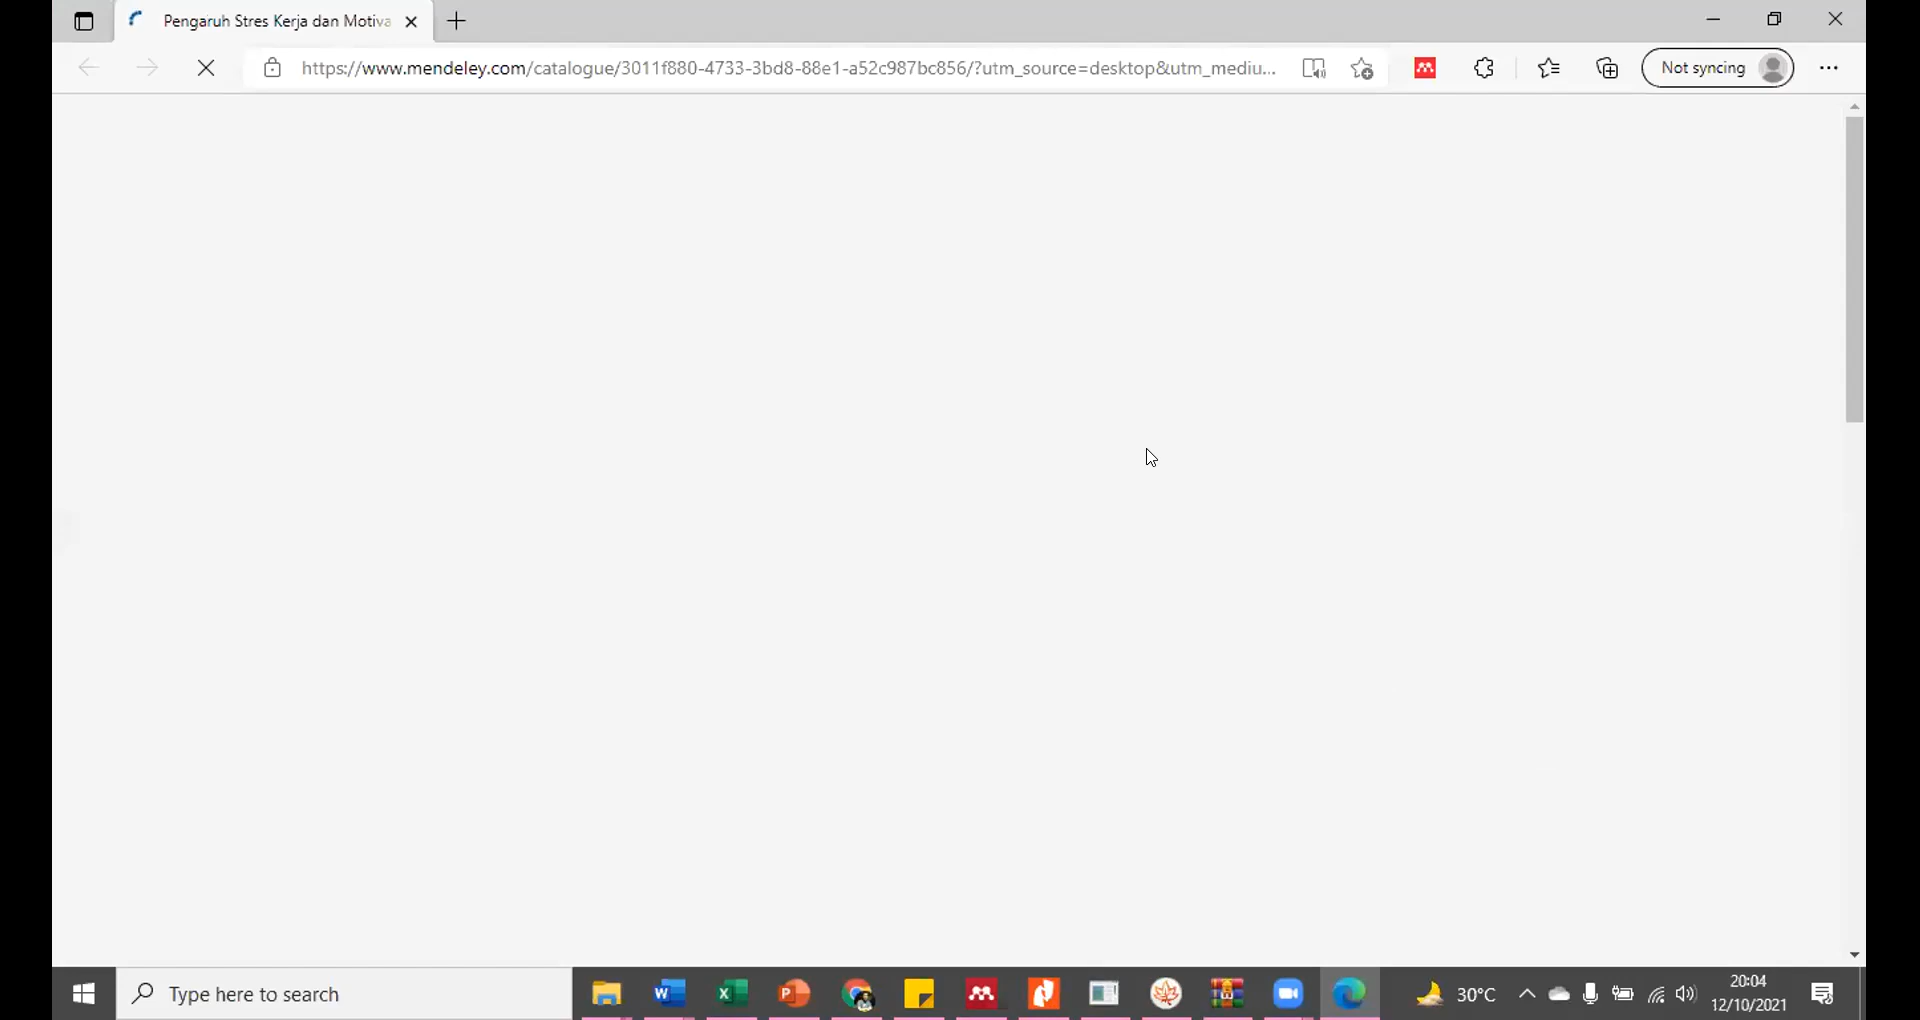 Pengaruh Stres Kerja dan Motiva
https://www.mendeley.com/catalogue/3011f880-4733-3bd8-88e1-a52c987bc856/?utm_source=desktop&utm_mediu...
Not syncing
Type here to search
30°C
20:04
12/10/2021